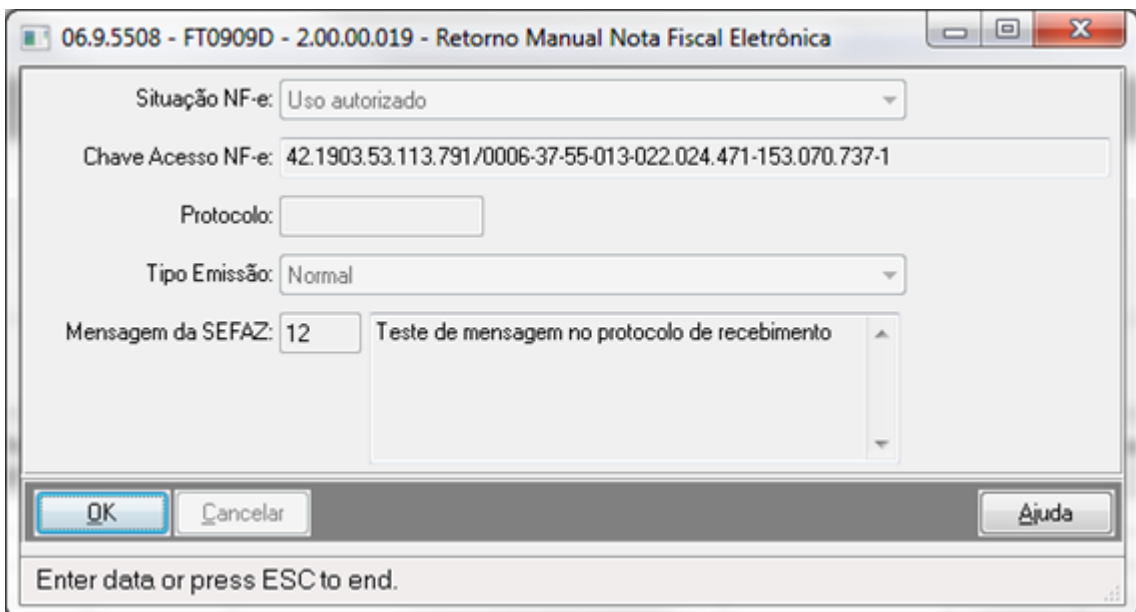 06.9.5508 - FT0909D - 2.00.00.019 - Retorno Manual Nota Fiscal Eletrônica
Situação NF-e: Uso autorizado
Chave Acesso NF-e: 42.1903.53.113.791/0006-37-55-013-022.024.471-153.070.737-1
Protocolo:
Tipo Emissão: Normal
Mensagem da SEFAZ: 12 Teste de mensagem no protocolo de recebimento
OK Cancelar Ajuda
Enter data or press ESC to end.